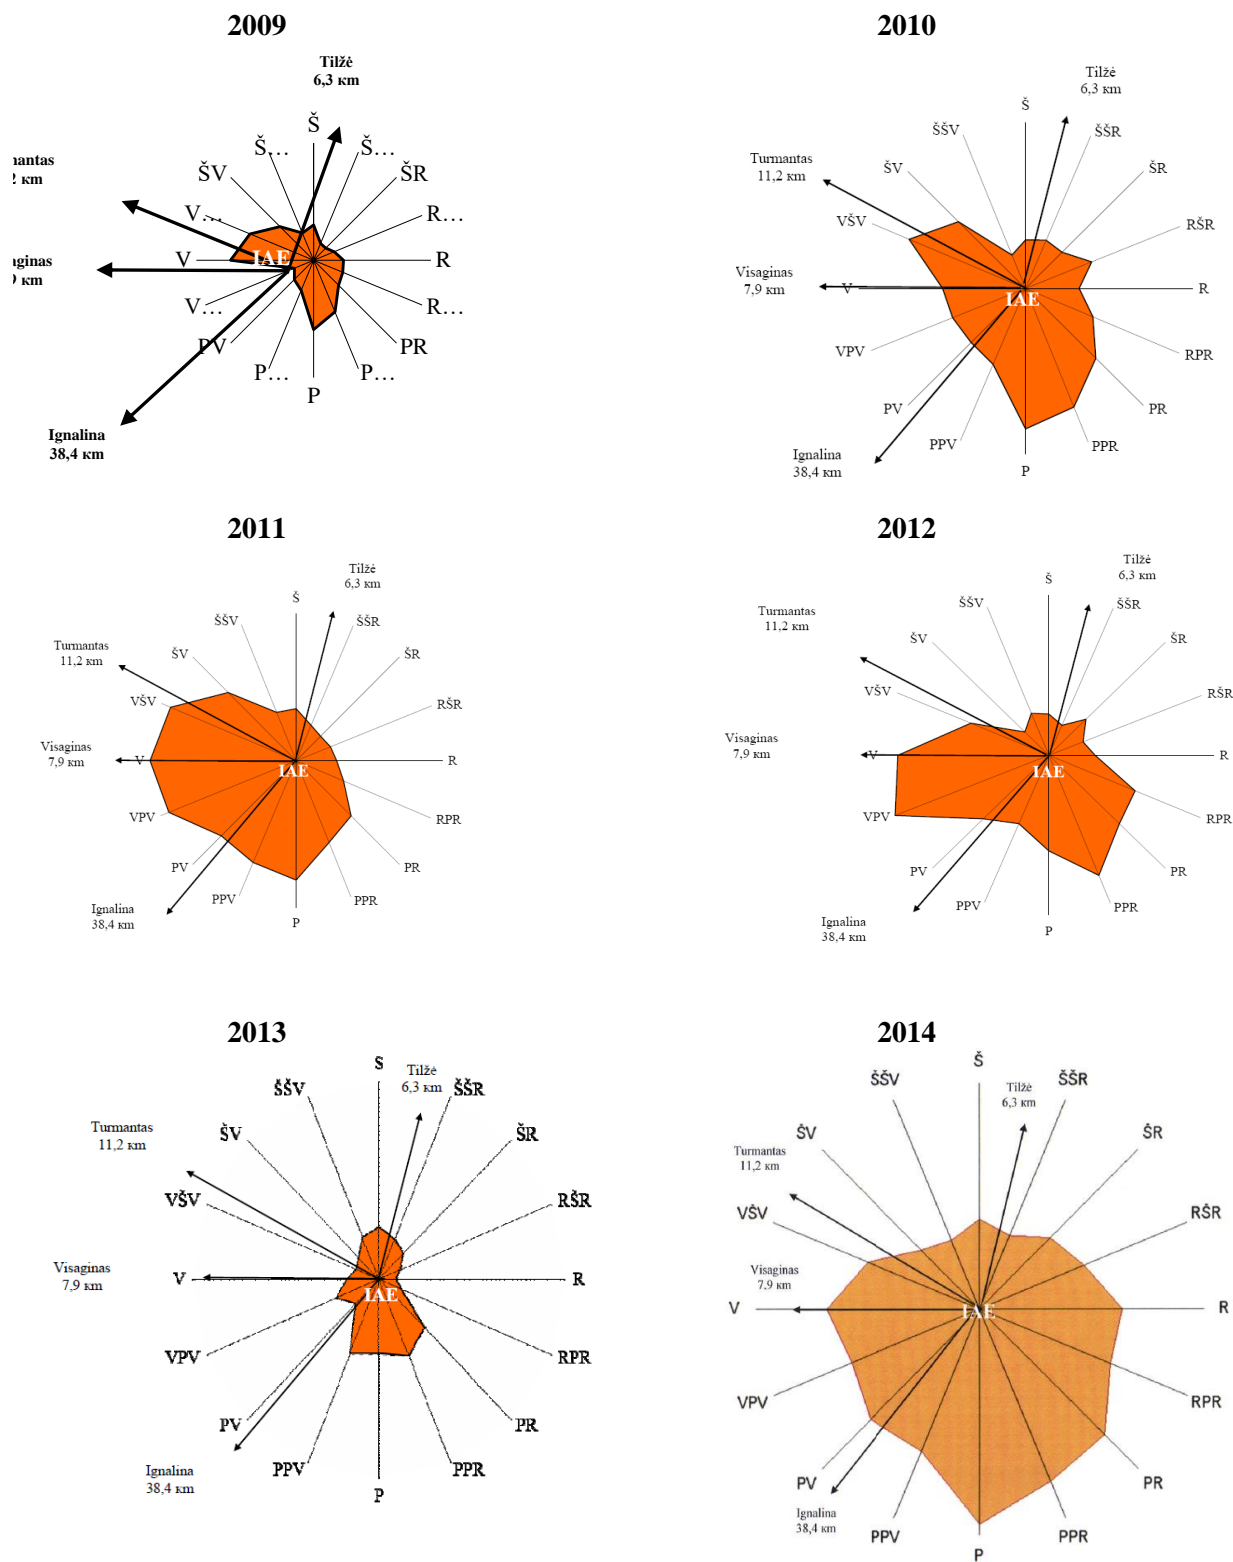 2009
Tilžė
6,3 км
Š
Š…
Š…
ŠV
ŠR
V…
R…
V
IAE
R
V…
R…
PV
PR
P…
P…
P
mantas
2 км
aginas
9 км
Ignalina
38,4 км
2010
Tilžė
6,3 км
Š
ŠŠV
ŠŠR
Turmantas
11,2 км
ŠV
ŠR
VŠV
RŠR
Visaginas
7,9 км
V
IAE
R
VPV
RPR
PV
PR
PPV
PPR
P
Ignalina
38,4 км
2011
Tilžė
6,3 км
Š
ŠŠV
ŠŠR
Turmantas
11,2 км
ŠV
ŠR
VŠV
RŠR
Visaginas
7,9 км
V
IAE
R
VPV
RPR
PV
PR
PPV
PPR
P
Ignalina
38,4 км
2012
Tilžė
6,3 км
Š
ŠŠV
ŠŠR
Turmantas
11,2 км
ŠV
ŠR
VŠV
RŠR
Visaginas
7,9 км
V
IAE
R
VPV
RPR
PV
PR
PPV
PPR
P
Ignalina
38,4 км
2013
Š
Tilžė
6,3 км
ŠŠV
ŠŠR
Turmantas
11,2 км
ŠV
ŠR
VŠV
RŠR
Visaginas
7,9 км
V
IAE
R
VPV
RPR
PV
PR
PPV
PPR
P
Ignalina
38,4 км
2014
Š
ŠŠV
Tilžė
6,3 км
ŠŠR
ŠV
ŠR
Turmantas
11,2 км
VŠV
RŠR
Visaginas
7,9 км
V
IAE
R
VPV
RPR
PV
PR
Ignalina
38,4 км
PPV
PPR
P